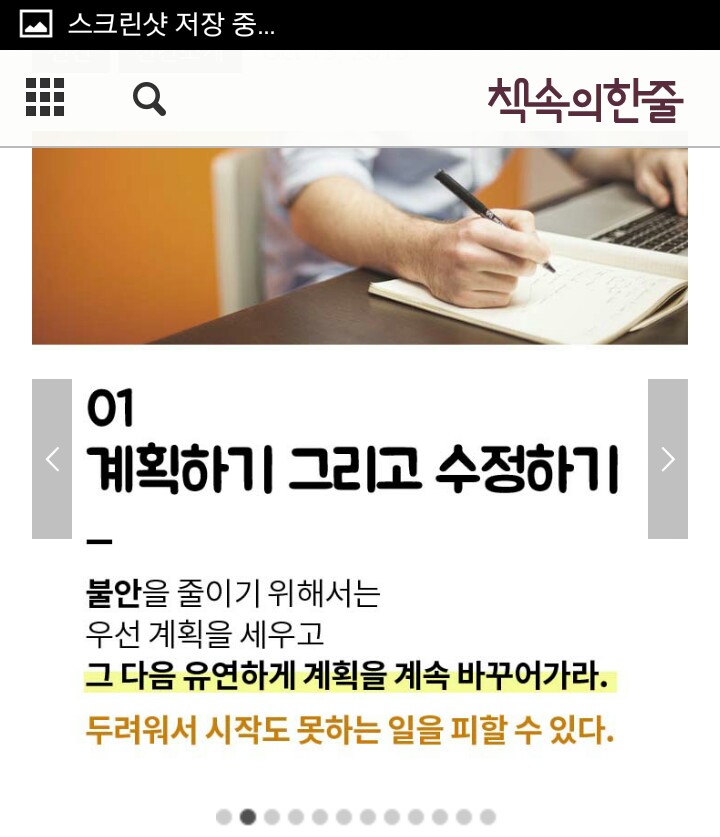 스크린샷 저장 중...
책속의한줄
01
계획하기 그리고 수정하기
불안을 줄이기 위해서는
우선 계획을 세우고
그 다음 유연하게 계획을 계속 바꾸어가라.
두려워서 시작도 못하는 일을 피할 수 있다.